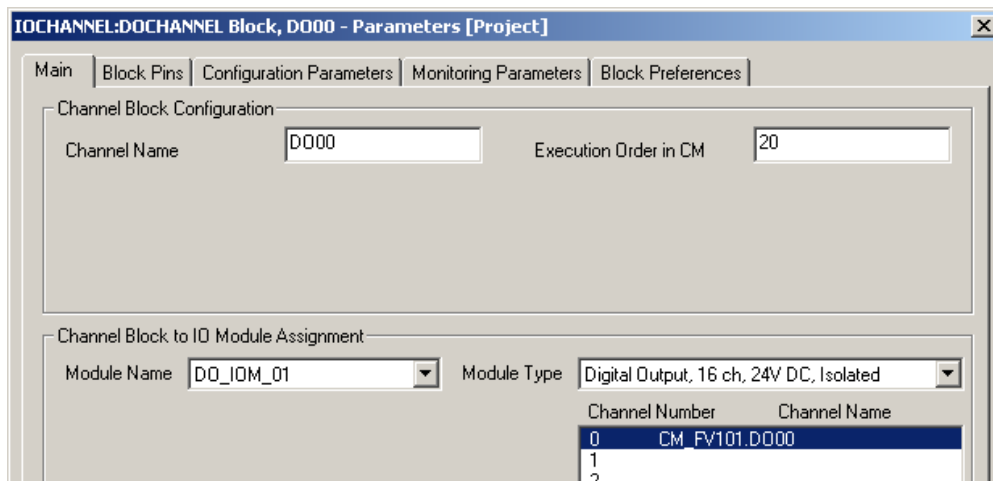 IOCHANNEL:DOCHANNEL Block, DO00 - Parameters [Project]
Main Block Pins Configuration Parameters Monitoring Parameters Block Preferences
Channel Block Configuration
Channel Name DO00 Execution Order in CM 20
Channel Block to IO Module Assignment
Module Name DO_IOM_01 Module Type Digital Output, 16 ch, 24V DC, Isolated
Channel Number Channel Name
0 CM_FV101.DO00
1
2